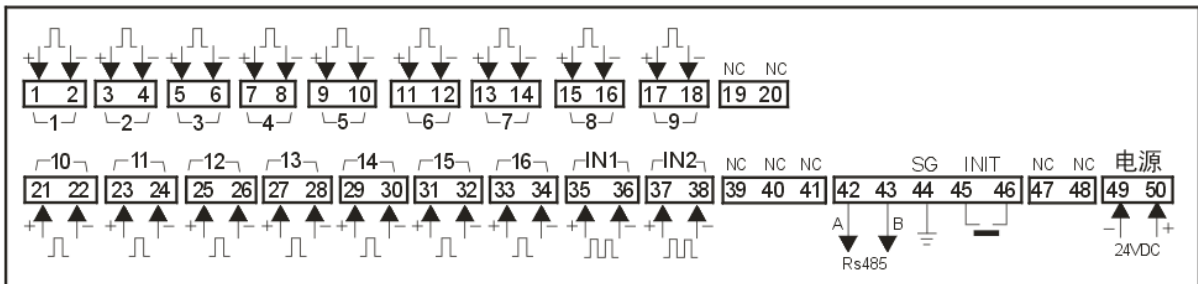 + - + - + - + - + - + - + - + - + - NC NC
1 2 3 4 5 6 7 8 9 10 11 12 13 14 15 16 17 18 19 20
1 2 3 4 5 6 7 8 9
10 11 12 13 14 15 16 IN1 IN2 NC NC NC SG INIT NC NC 电源
21 22 23 24 25 26 27 28 29 30 31 32 33 34 35 36 37 38 39 40 41 42 43 44 45 46 47 48 49 50
+ - + - + - + - + - + - + - + - + - A B - +
Rs485 24VDC